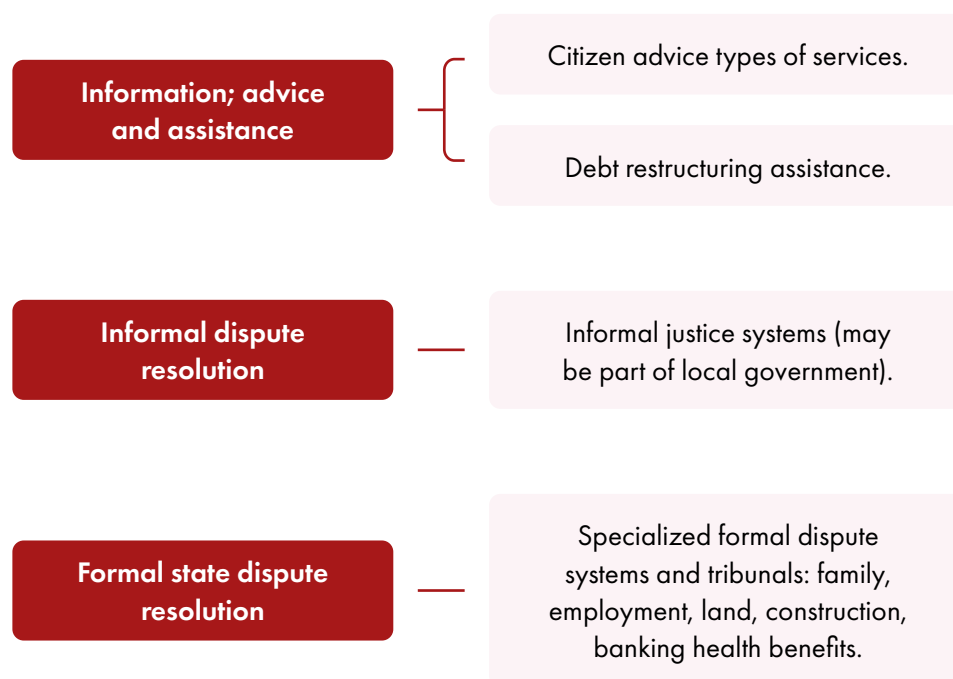 Information; advice
and assistance
Citizen advice types of services.
Debt restructuring assistance.
Informal dispute
resolution
Informal justice systems (may
be part of local government).
Formal state dispute
resolution
Specialized formal dispute
systems and tribunals: family,
employment, land, construction,
banking health benefits.